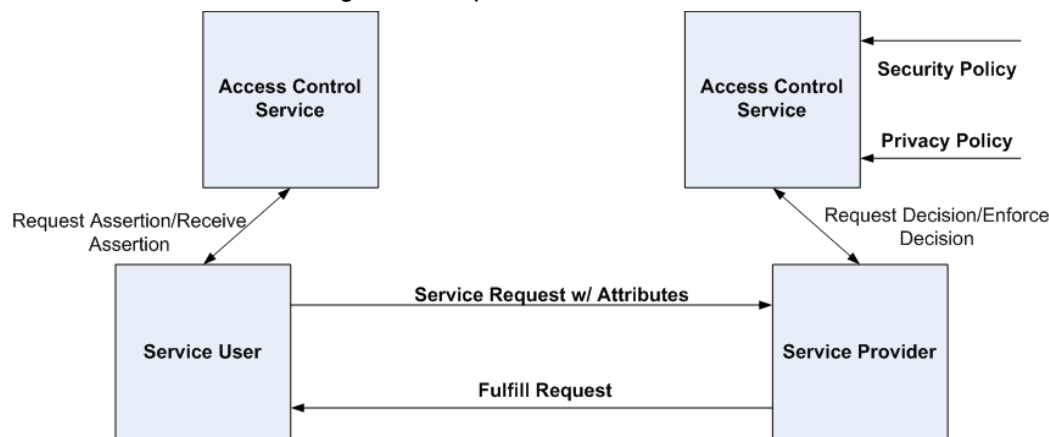 Access Control
Service
Access Control
Service
Security Policy
Privacy Policy
Request Assertion/Receive
Assertion
Request Decision/Enforce
Decision
Service Request w/ Attributes
Service User
Service Provider
Fulfill Request